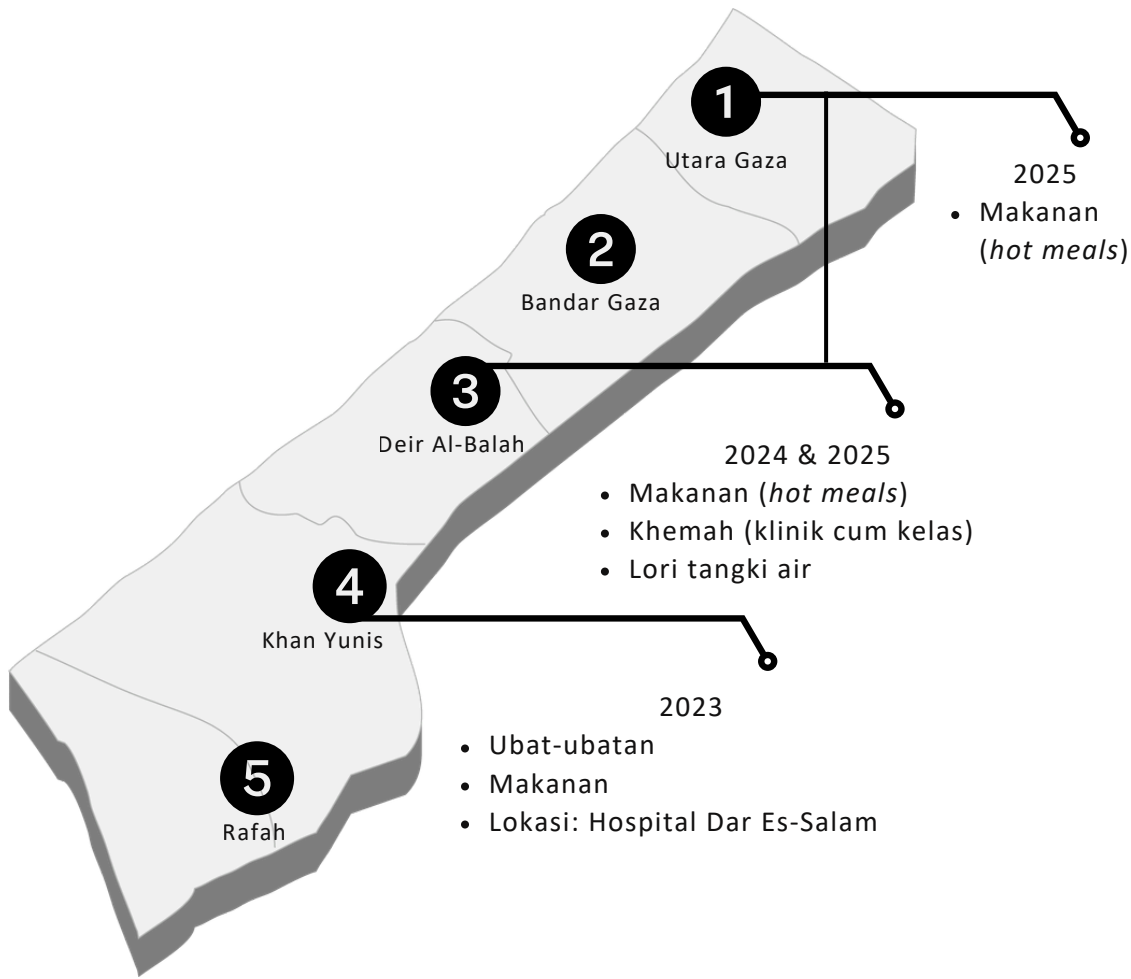 1
Utara Gaza
2025
• Makanan
(hot meals)
2
Bandar Gaza
3
Deir Al-Balah
2024 & 2025
• Makanan (hot meals)
• Khemah (klinik cum kelas)
• Lori tangki air
4
Khan Yunis
2023
• Ubat-ubatan
• Makanan
• Lokasi: Hospital Dar Es-Salam
5
Rafah